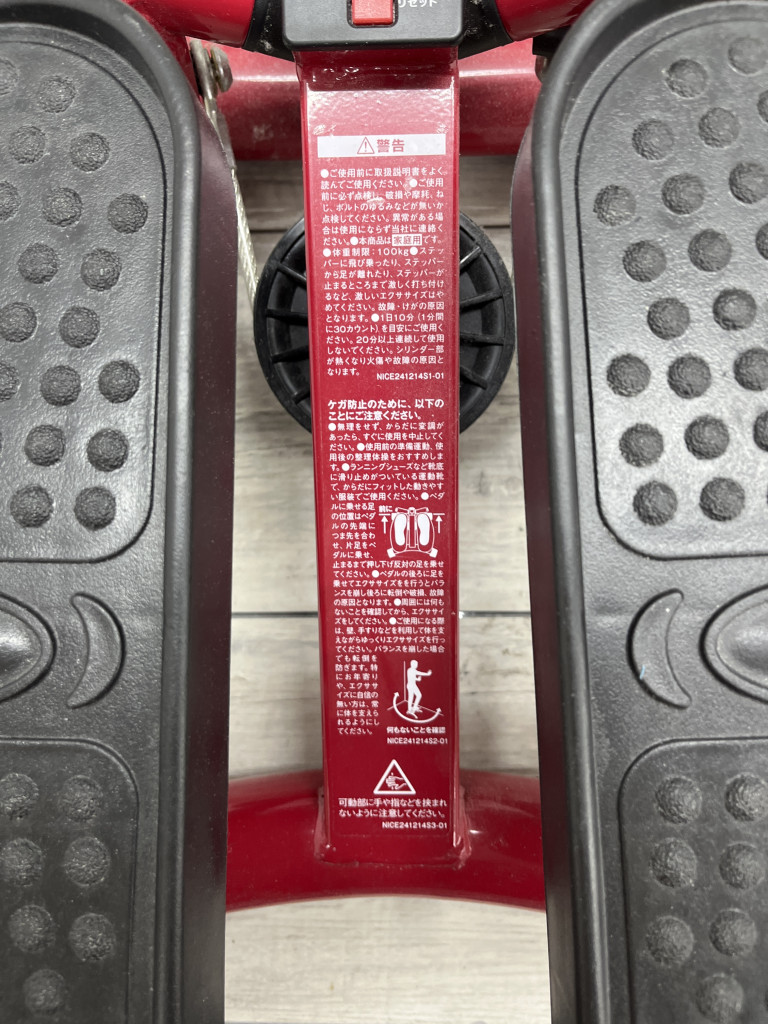 リセット
警告
●ご使用前に取扱説明書をよく
読んでご使用ください。●ご使用
前に必ず点検し、破損や摩耗、ね
じ、ボルトのゆるみなどが無いか
点検してください。異常がある場
合は使用にならず当社に連絡く
ださい。●本商品は家庭用です。
●体重制限：100kg●ステッ
パーに飛び乗ったり、ステッパー
から足が離れたり、ステッパーが
止まるところまで激しく打ち付け
るなど、激しいエクササイズはや
めてください。故障・けがの原因
となります。●1日10分（1分間
に30カウント）を目安にご使用く
ださい。20分以上連続して使用
しないでください。シリンダー部
が熱くなり火傷や故障の原因と
なります。
NICE241214S1-01
ケガ防止のために、以下の
ことにご注意ください。
●無理をせず、からだに変調が
あったら、すぐに使用を中止してく
ださい。●使用前の準備運動、使
用後の整理体操をおすすめしま
す。●ランニングシューズなど靴底
に滑り止めがついている運動靴
で、からだにフィットした動きやす
い服装でご使用ください。●ペダ
ルに乗せる足
の位置はペダ
ルの先端に
つま先を合わ
せ、片足をペ
ダルに乗せ、
前に
止まるまで押し下げ反対の足を乗せ
てください。●ペダルの後ろに足を
乗せてエクササイズをを行うとバラ
ンスを崩し後ろに転倒や破損、故障
の原因となります。●周囲には何も
ないことを確認してから、エクササイ
ズをしてください。●ご使用になる際
は、壁、手すりなどを利用して体を支
えながらゆっくりエクササイズを行っ
てください。バランスを崩した場合
でも転倒を
防ぎます。特
にお年寄り
や、エクササ
イズに自信の
無い方は、常
に体を支えら
れるようにし
てください。
何もないことを確認
NICE241214S2-01
可動部に手や指などを挟まれ
ないように注意してください。
NICE241214S3-01